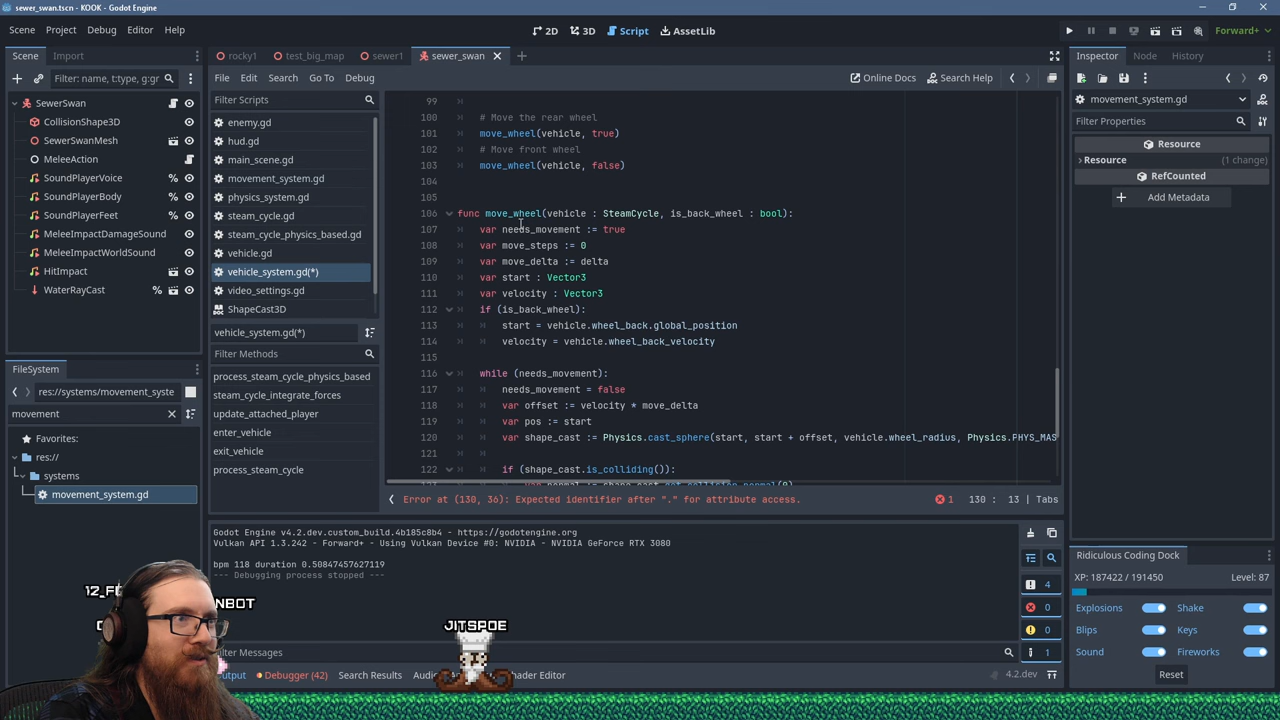 sewer_swan.tscn - KOOK - Godot Engine
Scene Project Debug Editor Help
2D 3D Script AssetLib
Forward+
Scene Import
Filter: name, t:type, g:gr
SewerSwan
CollisionShape3D
SewerSwanMesh
MeleeAction
SoundPlayerVoice
SoundPlayerBody
SoundPlayerFeet
MeleeImpactDamageSound
MeleeImpactWorldSound
HitImpact
WaterRayCast
FileSystem
res://systems/movement_syste
movement
Favorites:
res://
systems
movement_system.gd
rocky1 test_big_map sewer1 sewer_swan
File Edit Search Go To Debug
Online Docs Search Help
Filter Scripts
enemy.gd
hud.gd
main_scene.gd
movement_system.gd
physics_system.gd
steam_cycle.gd
steam_cycle_physics_based.gd
vehicle.gd
vehicle_system.gd(*)
video_settings.gd
ShapeCast3D
vehicle_system.gd(*)
Filter Methods
process_steam_cycle_physics_based
steam_cycle_integrate_forces
update_attached_player
enter_vehicle
exit_vehicle
process_steam_cycle
99
100 # Move the rear wheel
101 move_wheel(vehicle, true)
102 # Move front wheel
103 move_wheel(vehicle, false)
104
105
106 func move_wheel(vehicle : SteamCycle, is_back_wheel : bool):
107 var needs_movement := true
108 var move_steps := 0
109 var move_delta := delta
110 var start : Vector3
111 var velocity : Vector3
112 if (is_back_wheel):
113 start = vehicle.wheel_back.global_position
114 velocity = vehicle.wheel_back_velocity
115
116 while (needs_movement):
117 needs_movement = false
118 var offset := velocity * move_delta
119 var pos := start
120 var shape_cast := Physics.cast_sphere(start, start + offset, vehicle.wheel_radius, Physics.PHYS_MAS
121
122 if (shape_cast.is_colliding()):
Error at (130, 36): Expected identifier after "." for attribute access.
1 130 : 13 Tabs
Godot Engine v4.2.dev.custom_build.4b185c8b4 - https://godotengine.org
Vulkan API 1.3.242 - Forward+ - Using Vulkan Device #0: NVIDIA - NVIDIA GeForce RTX 3080
bpm 118 duration 0.50847457627119
--- Debugging process stopped ---
4
0
0
1
Filter Messages
Output Debugger (42) Search Results
4.2.dev
Inspector Node History
movement_system.gd
Filter Properties
Resource
Resource (1 change)
RefCounted
Add Metadata
Ridiculous Coding Dock
XP: 187422 / 191450 Level: 87
Explosions Shake
Blips Keys
Sound Fireworks
Reset
JITSPOE